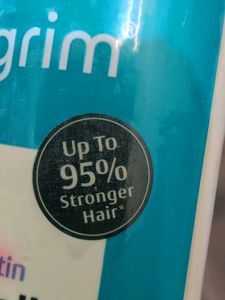 grim®
Up To
95%
Stronger
Hair*
tin